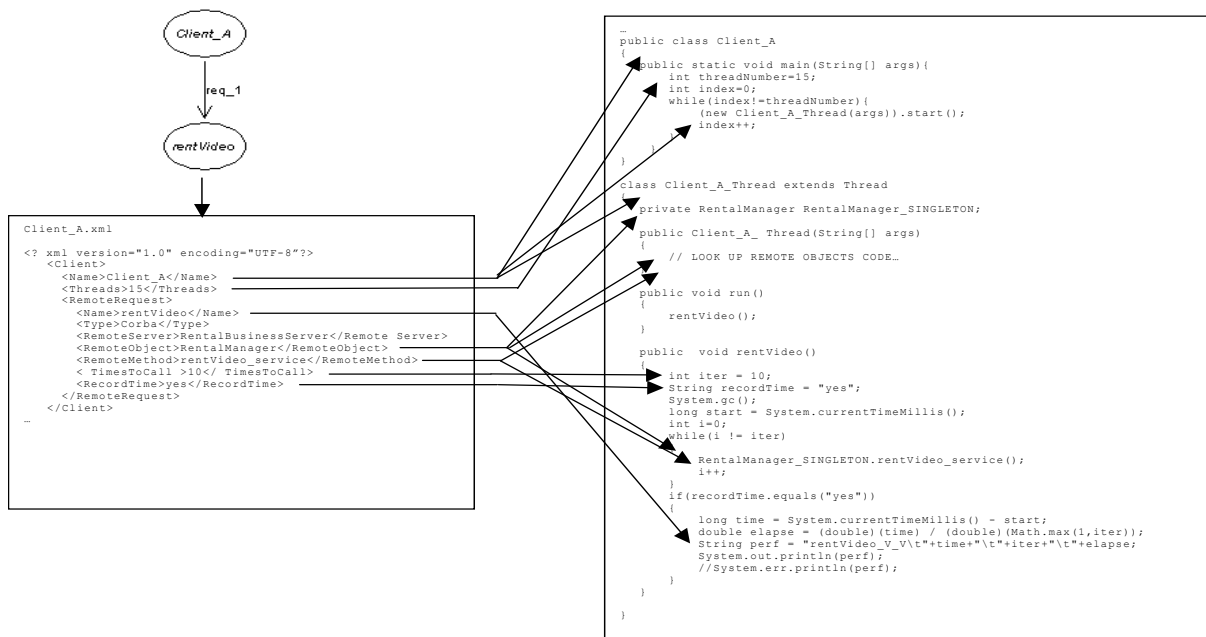 Client_A
req_1
rentVideo
Client_A.xml
<? xml version="1.0" encoding="UTF-8"?>
<Client>
<Name>Client_A</Name>
<Threads>15</Threads>
<RemoteRequest>
<Name>rentVideo</Name>
<Type>Corba</Type>
<RemoteServer>RentalBusinessServer</Remote Server>
<RemoteObject>RentalManager</RemoteObject>
<RemoteMethod>rentVideo_service</RemoteMethod>
< TimesToCall >10</ TimesToCall>
<RecordTime>yes</RecordTime>
</RemoteRequest>
</Client>
…
…
public class Client_A
{
public static void main(String[] args){
int threadNumber=15;
int index=0;
while(index!=threadNumber){
(new Client_A_Thread(args)).start();
index++;
}
}
}
class Client_A_Thread extends Thread
{
private RentalManager RentalManager_SINGLETON;
public Client_A_ Thread(String[] args)
{
// LOOK UP REMOTE OBJECTS CODE…
}
public void run()
{
rentVideo();
}
public  void rentVideo()
{
int iter = 10;
String recordTime = "yes";
System.gc();
long start = System.currentTimeMillis();
int i=0;
while(i != iter)
RentalManager_SINGLETON.rentVideo_service();
i++;
}
if(recordTime.equals("yes"))
{
long time = System.currentTimeMillis() - start;
double elapse = (double)(time) / (double)(Math.max(1,iter));
String perf = "rentVideo_V_V\t"+time+"\t"+iter+"\t"+elapse;
System.out.println(perf);
//System.err.println(perf);
}
}
}